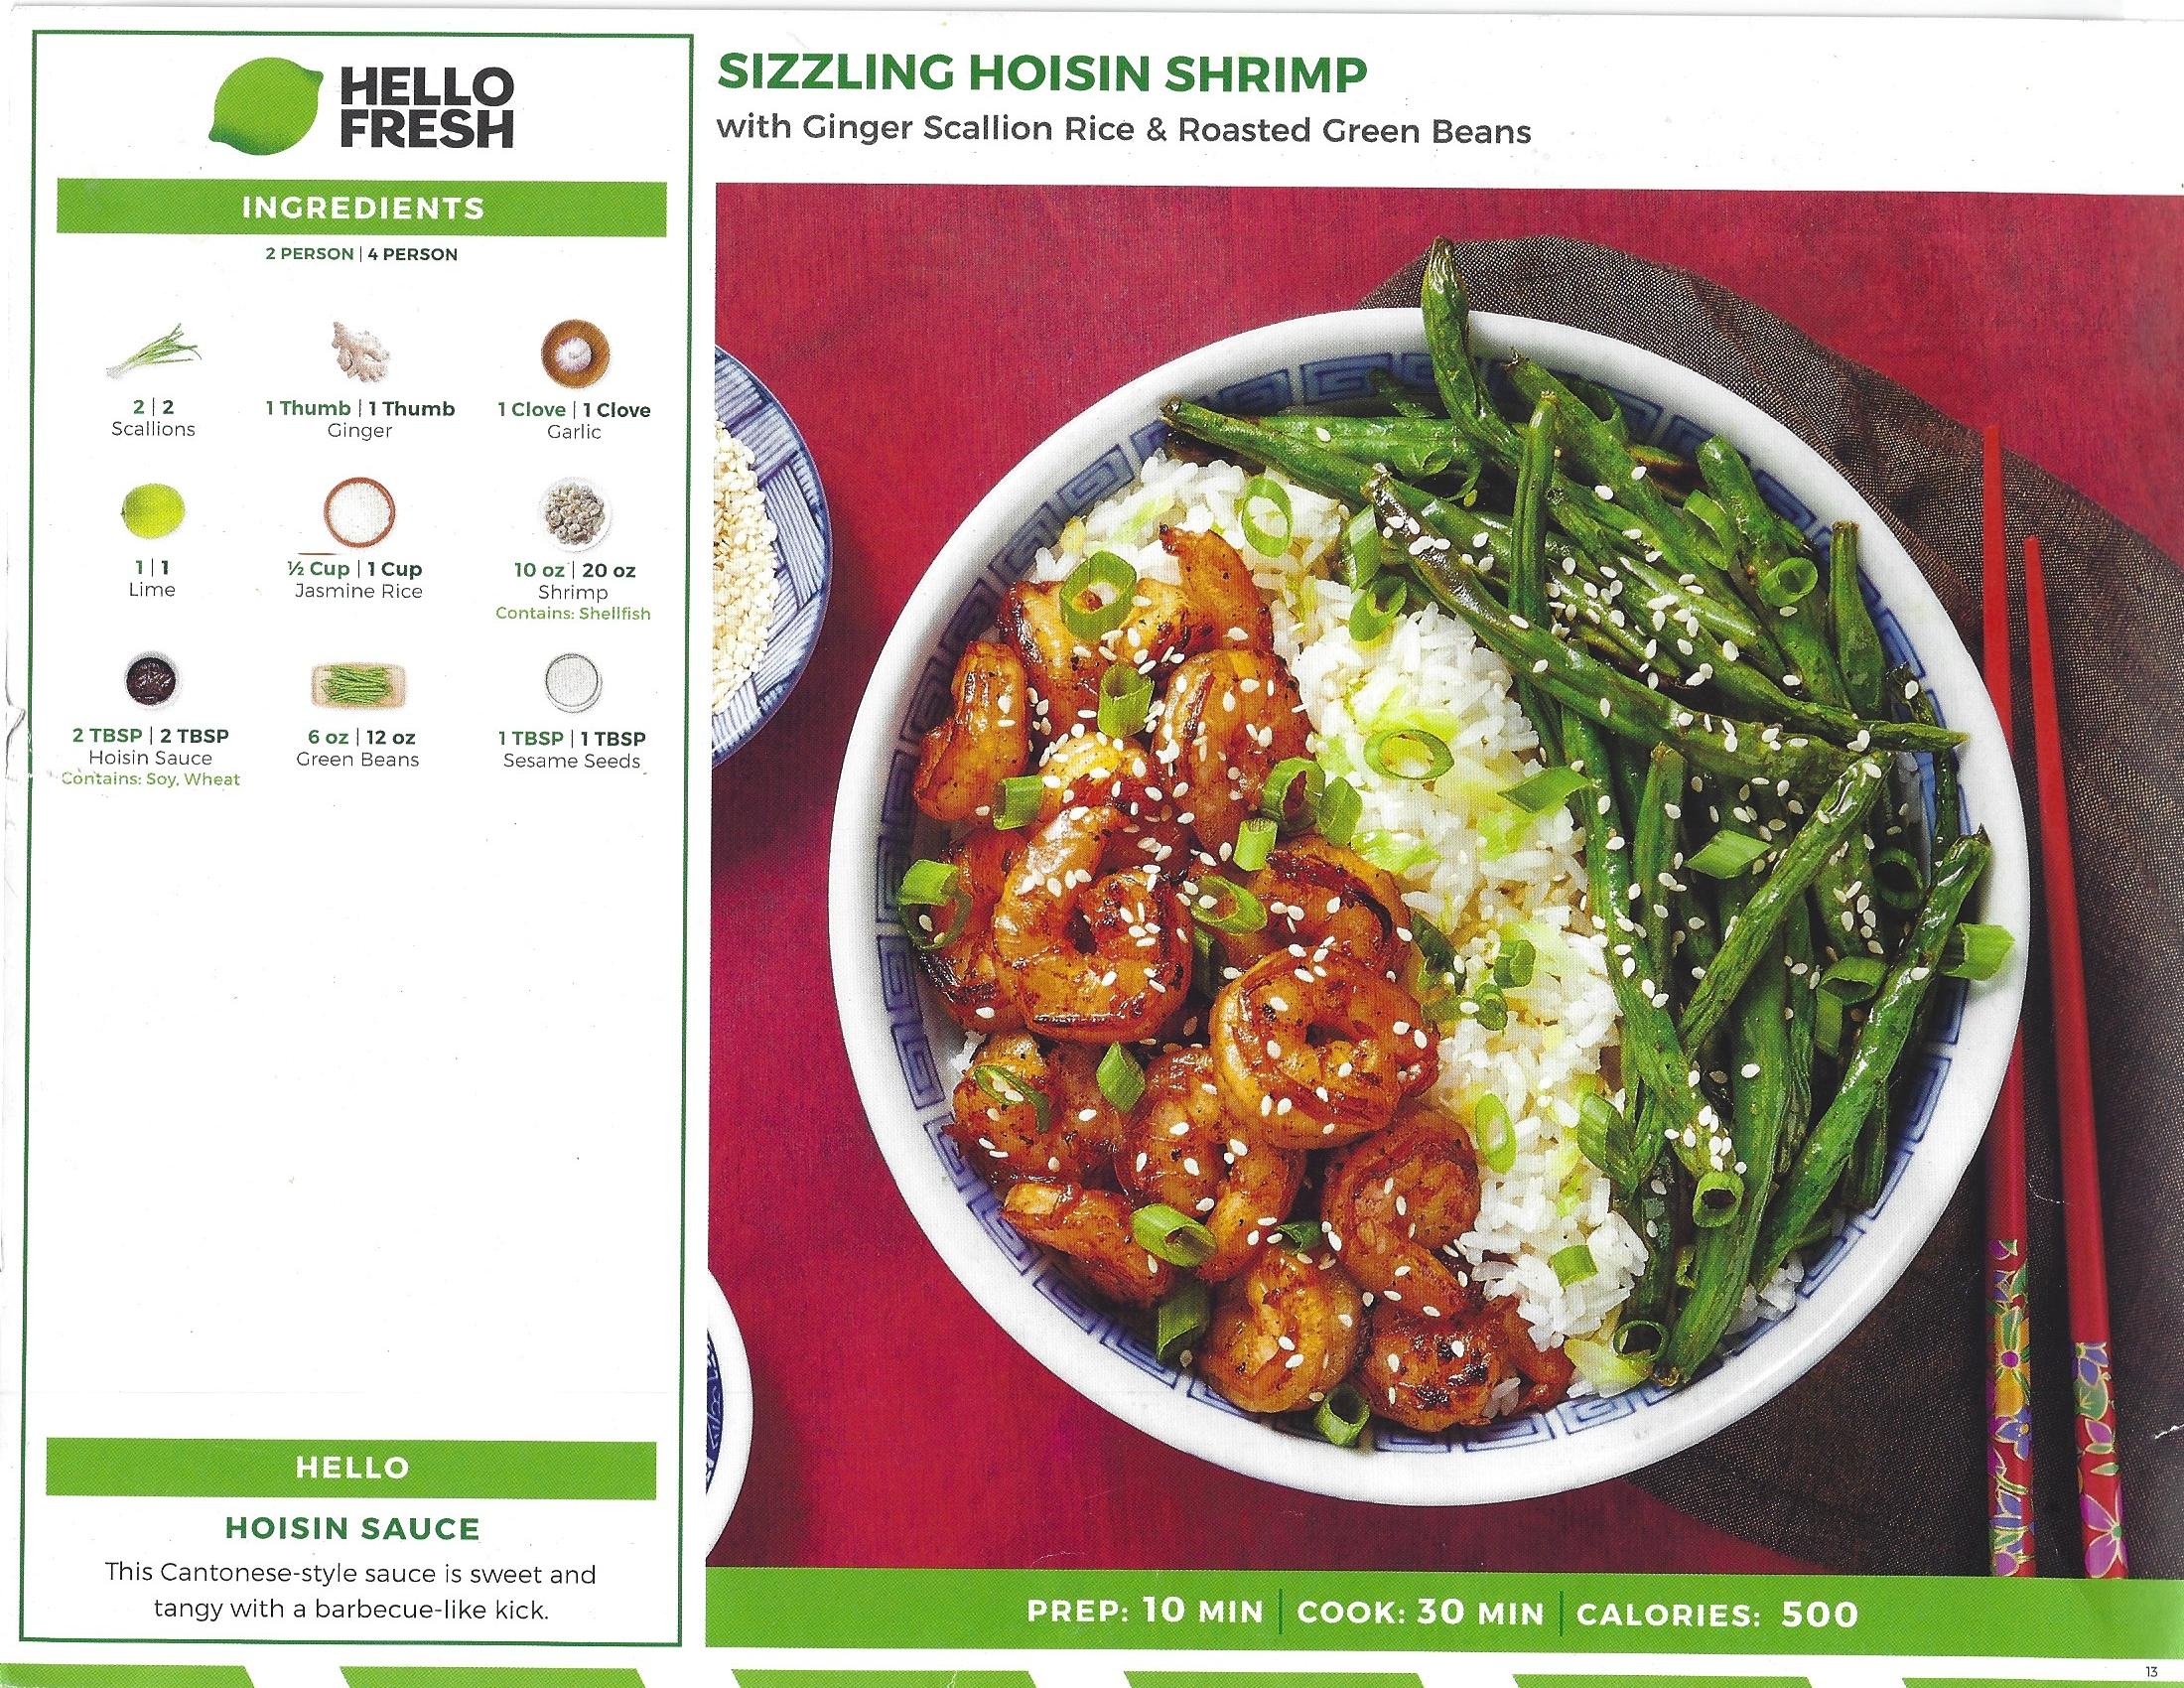 HELLO
FRESH
INGREDIENTS
2 PERSON | 4 PERSON
2 | 2
Scallions
1 Thumb | 1 Thumb
Ginger
1 Clove | 1 Clove
Garlic
1 | 1
Lime
½ Cup | 1 Cup
Jasmine Rice
10 oz | 20 oz
Shrimp
Contains: Shellfish
2 TBSP | 2 TBSP
Hoisin Sauce
Contains: Soy, Wheat
6 oz | 12 oz
Green Beans
1 TBSP | 1 TBSP
Sesame Seeds
HELLO
HOISIN SAUCE
This Cantonese-style sauce is sweet and
tangy with a barbecue-like kick.
SIZZLING HOISIN SHRIMP
with Ginger Scallion Rice & Roasted Green Beans
PREP: 10 MIN | COOK: 30 MIN | CALORIES: 500
13